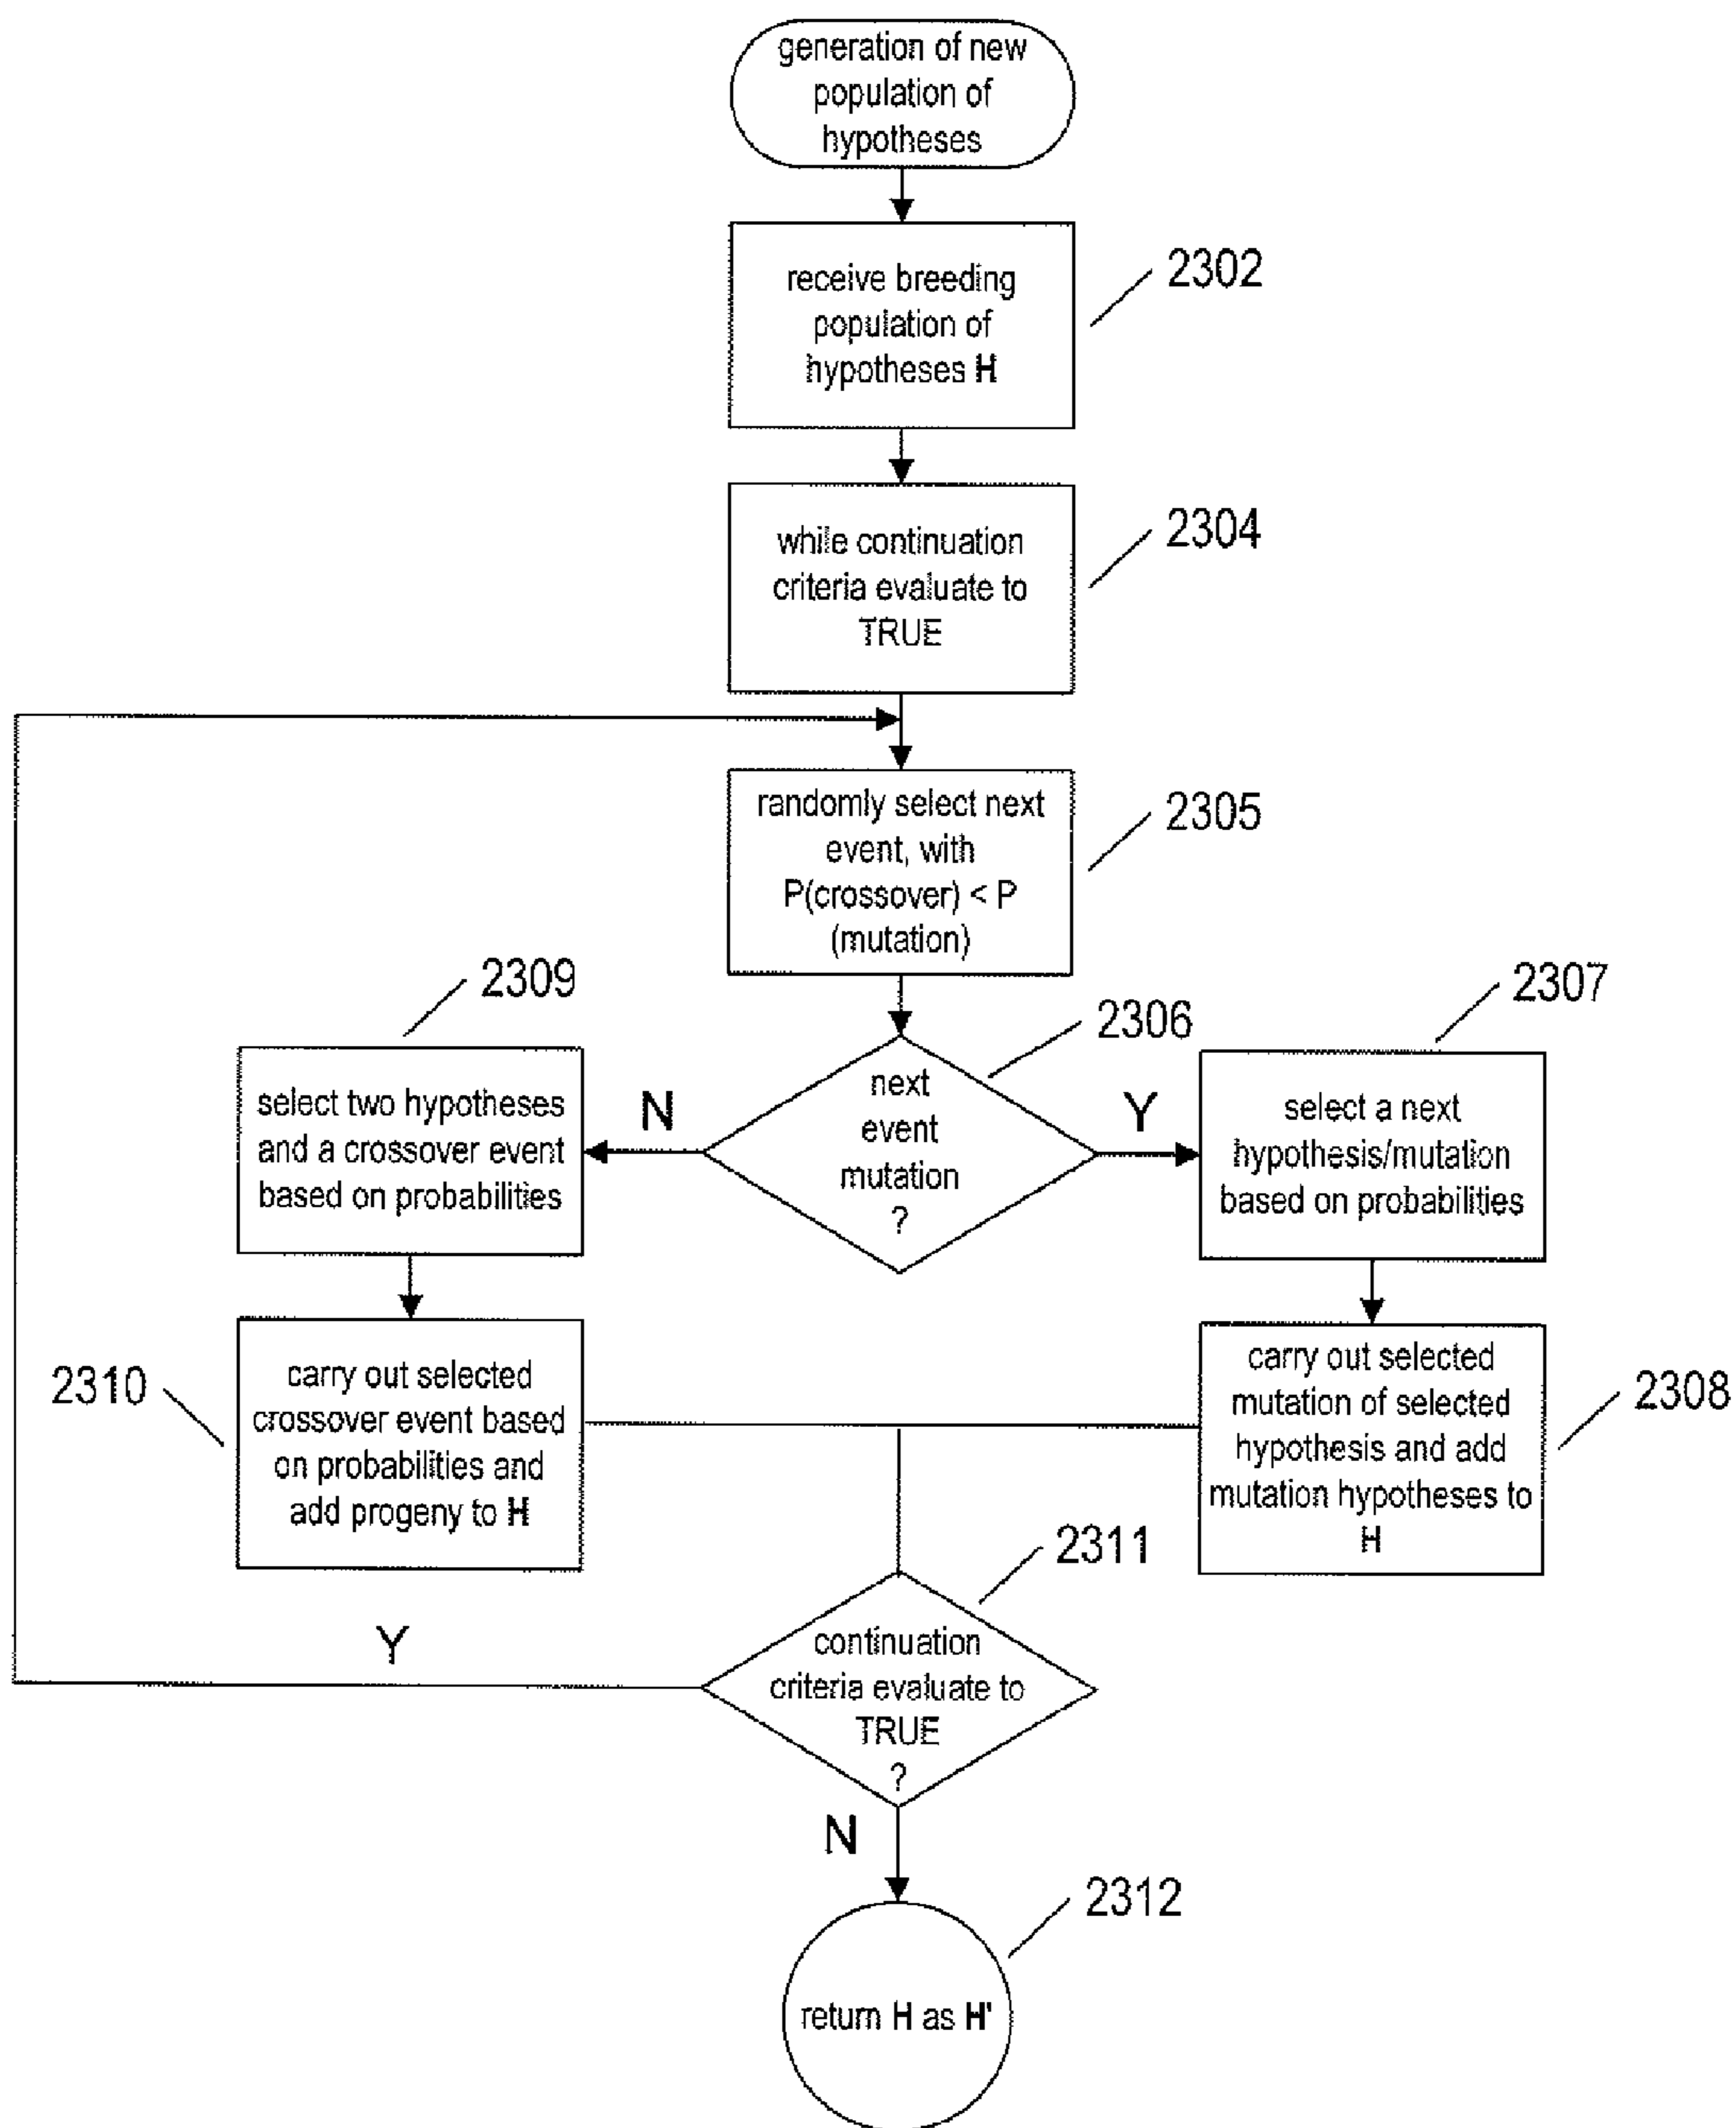 generation of new
population of
hypotheses
receive breeding
population of
hypotheses H
2302
while continuation
criteria evaluate to
TRUE
2304
randomly select next
event, with
P(crossover) < P
(mutation)
2305
next
event
mutation
?
2306
N
Y
2309
select two hypotheses
and a crossover event
based on probabilities
2307
select a next
hypothesis/mutation
based on probabilities
2310
carry out selected
crossover event based
on probabilities and
add progeny to H
carry out selected
mutation of selected
hypothesis and add
mutation hypotheses to
H
2308
2311
continuation
criteria evaluate to
TRUE
?
Y
N
2312
return H as H'